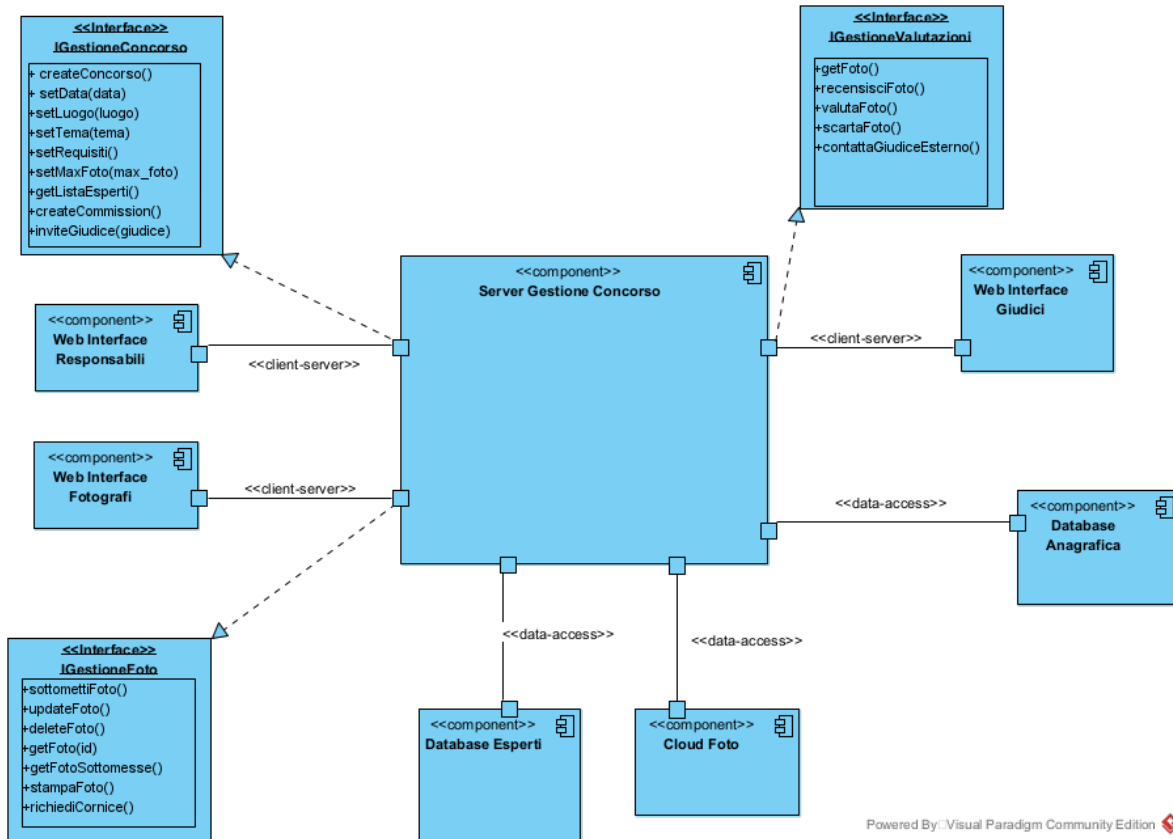 <<Interface>>
IGestioneConcorso
+ createConcorso()
+ setData(data)
+setLuogo(luogo)
+setTema(tema)
+setRequisiti()
+setMaxFoto(max_foto)
+getListaEsperti()
+createCommission()
+inviteGiudice(giudice)
<<Interface>>
IGestioneValutazioni
+getFoto()
+recensisciFoto()
+valutaFoto()
+scartaFoto()
+contattaGiudiceEsterno()
<<component>>
Server Gestione Concorso
<<component>>
Web Interface
Giudici
<<component>>
Web Interface
Responsabili
<<client-server>>
<<client-server>>
<<component>>
Web Interface
Fotografi
<<client-server>>
<<data-access>>
<<component>>
Database
Anagrafica
<<data-access>>
<<data-access>>
<<Interface>>
IGestioneFoto
+sottomettiFoto()
+updateFoto()
+deleteFoto()
+getFoto(id)
+getFotoSottomesse()
+stampaFoto()
+richiediCornice()
<<component>>
Database Esperti
<<component>>
Cloud Foto
Powered By Visual Paradigm Community Edition